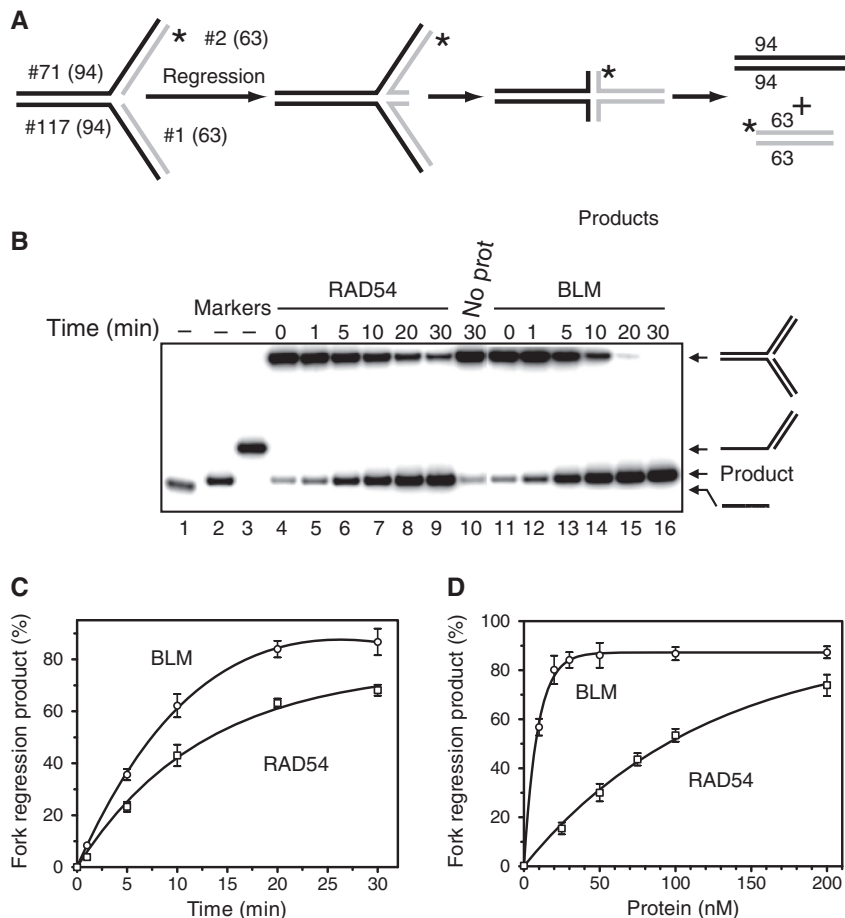 A
#2 (63)
*
*
*
#71 (94)
Regression
#117 (94)
#1 (63)
94
94
+
*
63
63
Products
B
Markers
RAD54
No prot
BLM
Time (min) – – – 0 1 5 10 20 30 30 0 1 5 10 20 30
Product
1 2 3 4 5 6 7 8 9 10 11 12 13 14 15 16
C
Fork regression product (%)
80
60
40
20
0
BLM
RAD54
0 5 10 15 20 25 30
Time (min)
D
Fork regression product (%)
100
80
60
40
20
0
BLM
RAD54
0 50 100 150 200
Protein (nM)